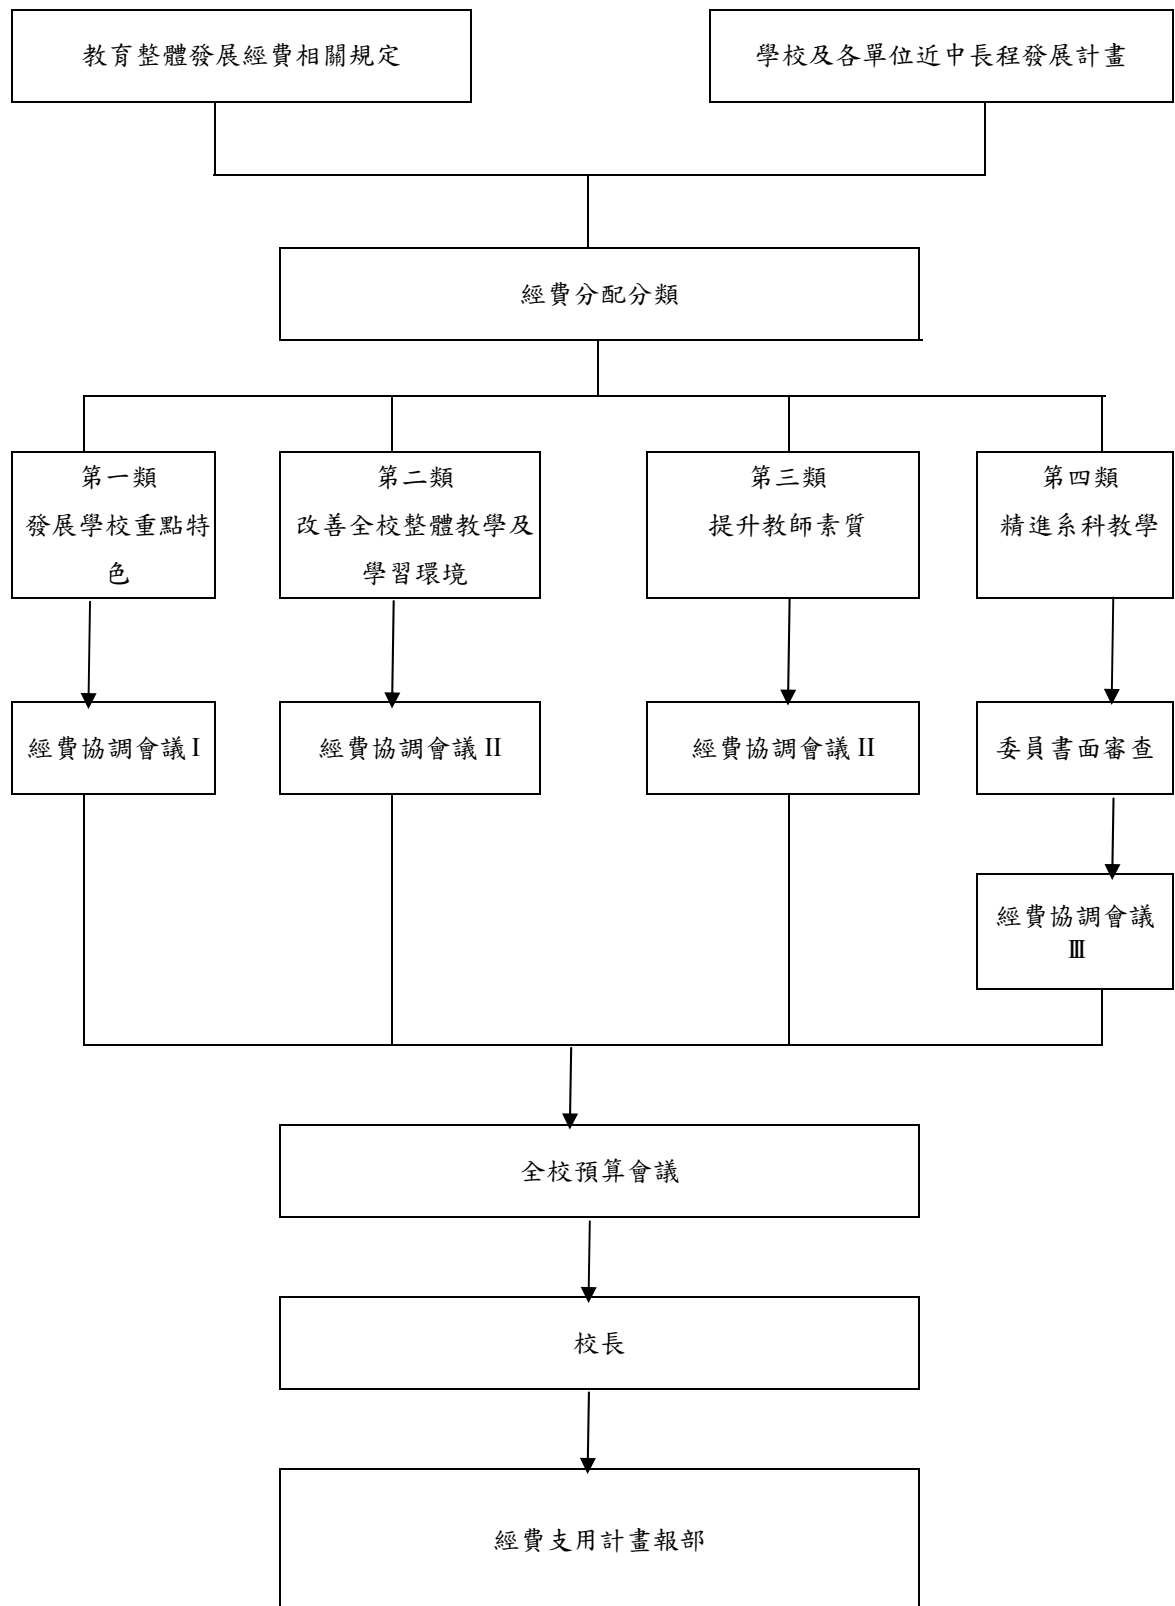 教育整體發展經費相關規定
學校及各單位近中長程發展計畫
經費分配分類
第一類
發展學校重點特
色
第二類
改善全校整體教學及
學習環境
第三類
提升教師素質
第四類
精進系科教學
經費協調會議 I
經費協調會議 II
經費協調會議 II
委員書面審查
經費協調會議
Ⅲ
全校預算會議
校長
經費支用計畫報部